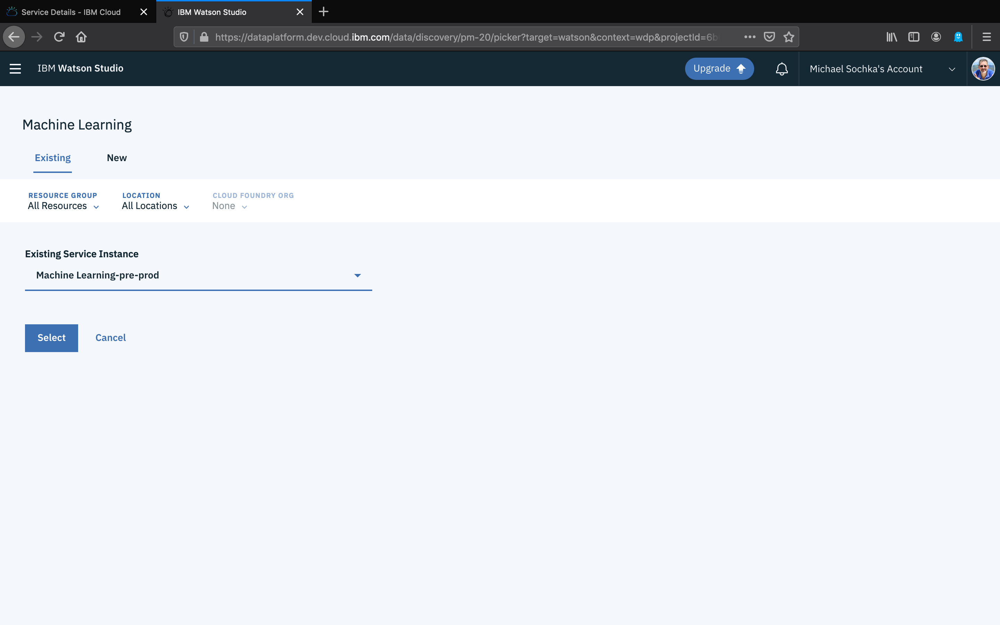 Service Details - IBM Cloud
IBM Watson Studio
https://dataplatform.dev.cloud.ibm.com/data/discovery/pm-20/picker?target=watson&context=wdp&projectId=6b
IBM Watson Studio
Upgrade
Michael Sochka's Account
Machine Learning
Existing New
RESOURCE GROUP LOCATION CLOUD FOUNDRY ORG
All Resources All Locations None
Existing Service Instance
Machine Learning-pre-prod
Select Cancel